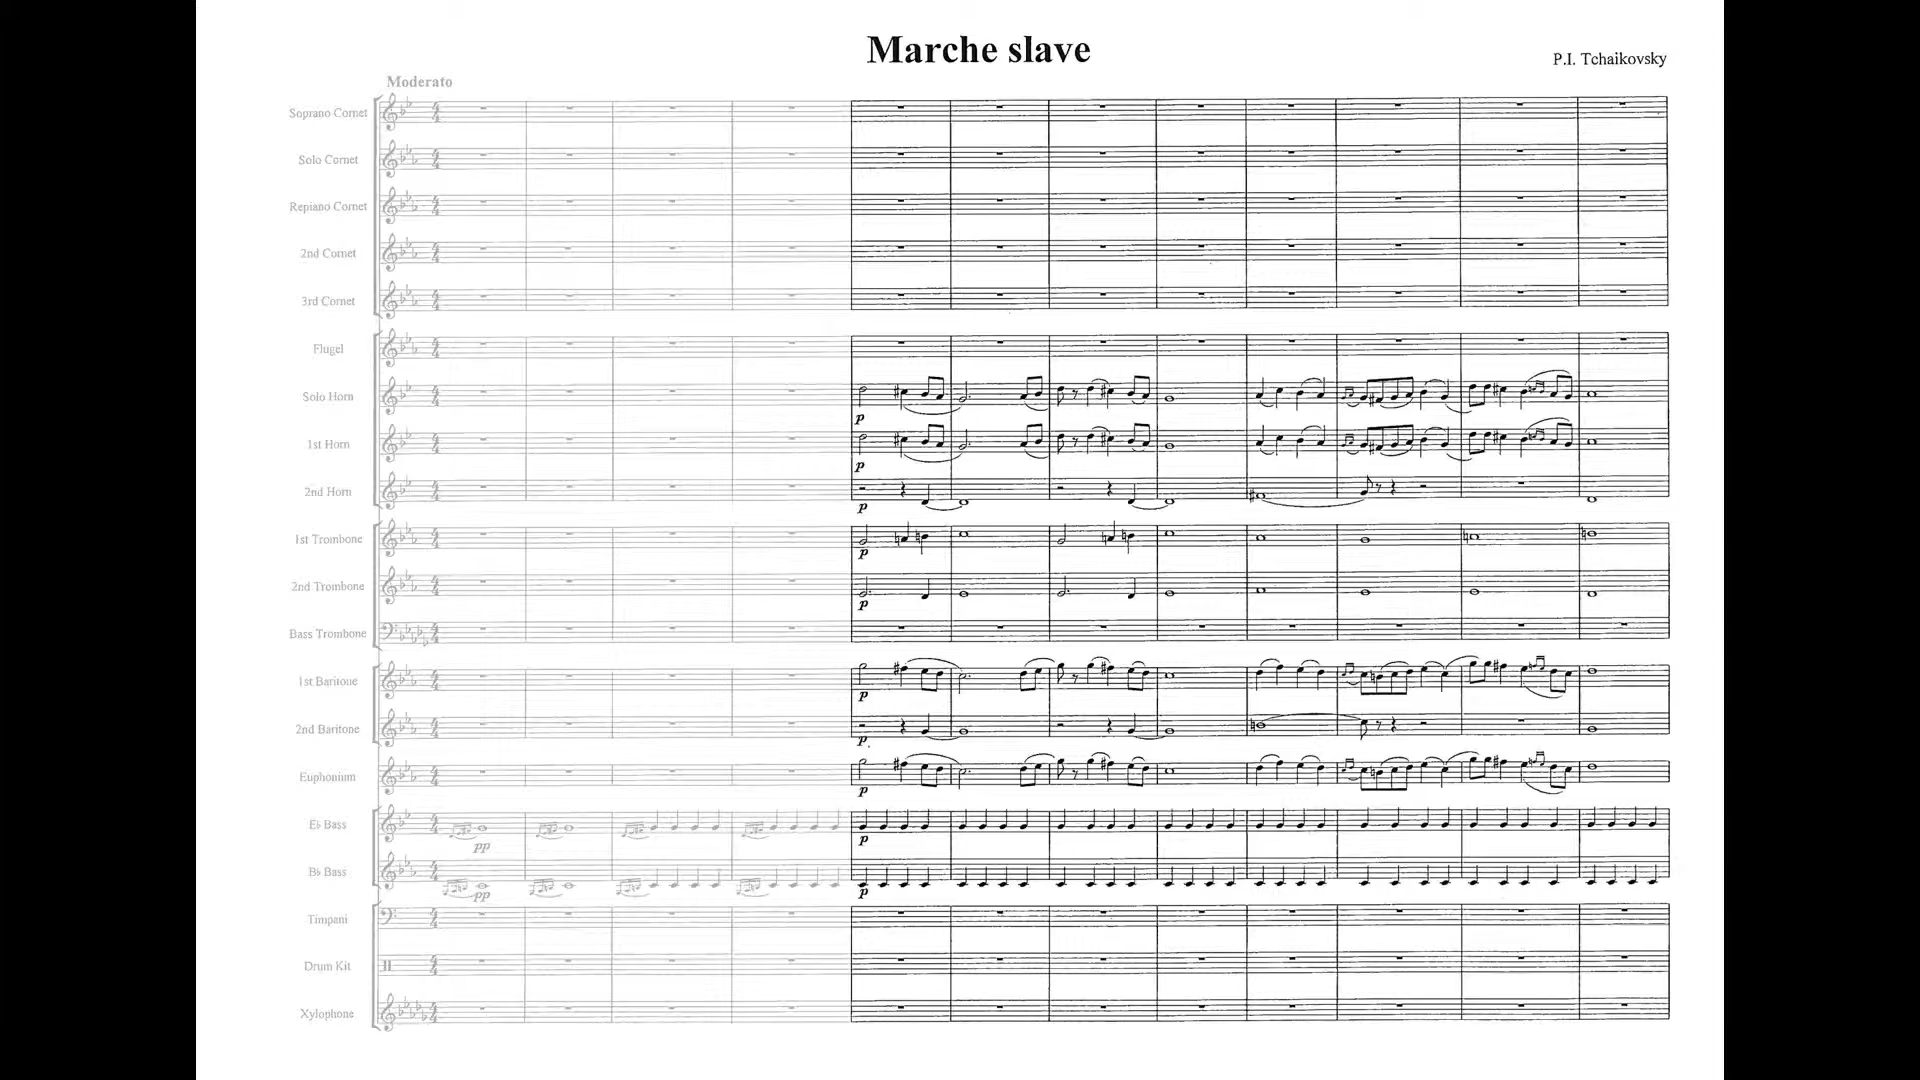 Marche slave
P.I. Tchaikovsky
Moderato
Soprano Cornet
Solo Cornet
Repiano Cornet
2nd Cornet
3rd Cornet
Flugel
Solo Horn
p
1st Horn
p
2nd Horn
p
1st Trombone
p
2nd Trombone
p
Bass Trombone
1st Baritone
p
2nd Baritone
p
Euphonium
p
E♭ Bass
pp p
B♭ Bass
pp p
Timpani
Drum Kit
Xylophone